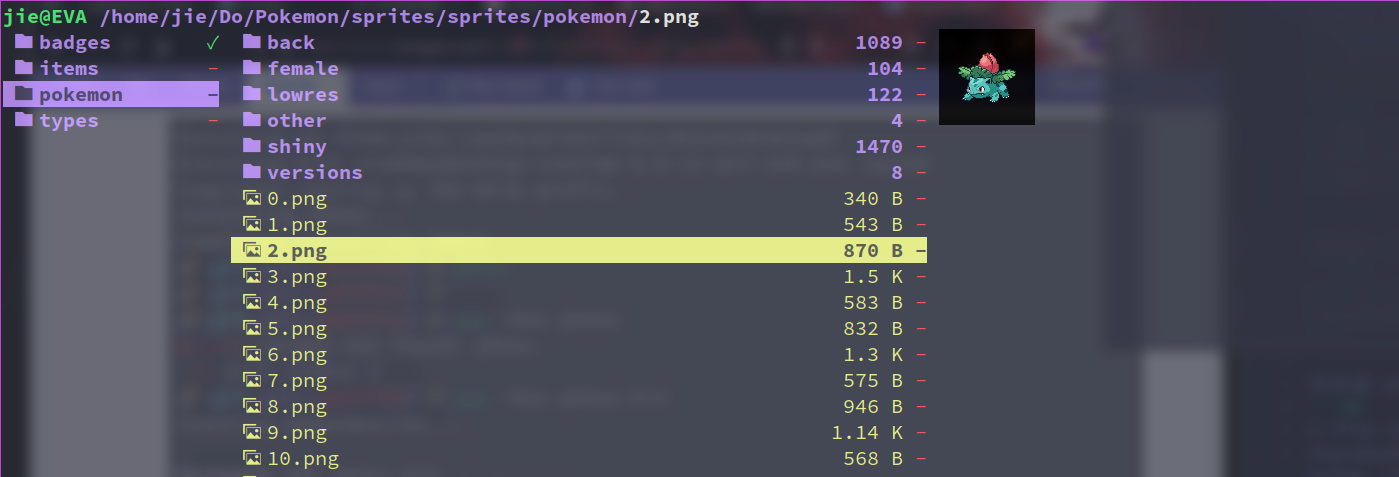 jie@EVA /home/jie/Do/Pokemon/sprites/sprites/pokemon/2.png
badges ✓ back 1089 -
items - female 104 -
pokemon - lowres 122 -
types - other 4 -
shiny 1470 -
versions 8 -
0.png 340 B -
1.png 543 B -
2.png 870 B -
3.png 1.5 K -
4.png 583 B -
5.png 832 B -
6.png 1.3 K -
7.png 575 B -
8.png 946 B -
9.png 1.14 K -
10.png 568 B -